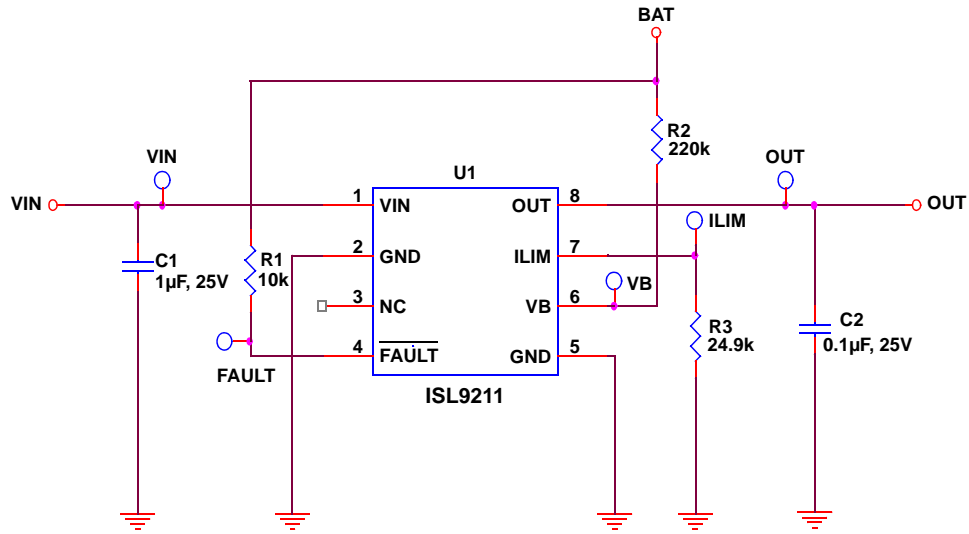 BAT
R2
220k
VIN
U1
OUT
VIN
1
VIN
OUT
8
OUT
ILIM
C1
1µF, 25V
R1
10k
2
GND
ILIM
7
3
NC
VB
6
VB
R3
24.9k
C2
0.1µF, 25V
4
FAULT
GND
5
FAULT
ISL9211